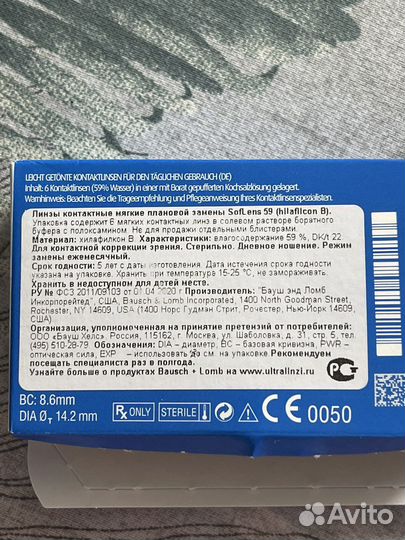 LEICHT GETÖNTE KONTAKTLINSEN FÜR DEN TÄGLICHEN GEBRAUCH (DE)
Inhalt: 6 Kontaktlinsen (59% Wasser) in einer mit Borat gepufferten Kochsalzlösung gelagert.
Warnhinweis: Beachten Sie die Trageempfehlung und Pflegeanweisung Ihres Kontaktlinsenspezialisten.
Линзы контактные мягкие плановой замены SofLens 59 (hilafilcon B).
Упаковка содержит 6 мягких контактных линз в солевом растворе боратного
буфера с полоксамином. Не для продажи отдельными блистерами.
Материал: хилафилкон В. Характеристики: влагосодержание 59 %, DK/t 22
Для контактной коррекции зрения. Стерильно. Дневное ношение. Режим
замены ежемесячный.
Срок годности: 5 лет с даты изготовления. Дата истечения срока годности
указана на упаковке. Хранить при температуре 15-25 °C, не замораживать.
Хранить в недоступном для детей месте.
РУ № ФСЗ 2011/09103 от 01.04.2020 г. Производитель: "Бауш энд Ломб
Инкорпорейтед", США, Bausch & Lomb Incorporated, 1400 North Goodman Street,
Rochester, NY 14609, USA (1400 Норс Гудман Стрит, Рочестер, Нью-Йорк 14609,
США)
Организация, уполномоченная на принятие претензий от потребителей:
ООО «Бауш Хелс», Россия, 115162, г. Москва, ул. Шаболовка, д. 31, стр. 5, тел.
(495) 510-28-79. Обозначения: DIA – диаметр, BC – базовая кривизна, PWR –
оптическая сила, EXP – использовать до см. на упаковке. Рекомендуется
посещать специалиста раз в полгода.
Узнайте больше о продуктах Bausch + Lomb на www.ultralinzi.ru
BC: 8.6mm
DIA ØT 14.2mm
Rx ONLY
STERILE
CE 0050
Avito